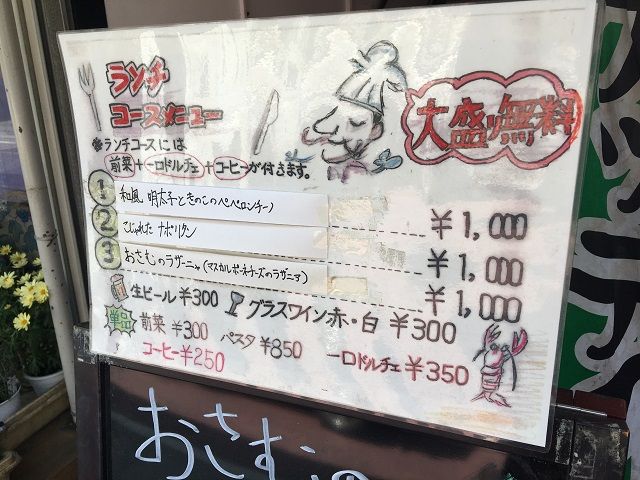 ランチ
コースメニュー
大盛り無料
※ランチコースには
前菜+一口ドルチェ+コーヒーが付きます。
① 和風 明太子ときのこのペペロンチーノ ¥1,000
② こじゃれた ナポリタン ¥1,000
③ おさむのラザニア(マスカルポーネチーズのラザニア) ¥1,000
生ビール¥300 グラスワイン赤・白 ¥300
単品 前菜 ¥300 パスタ ¥850 一口ドルチェ ¥350
コーヒー¥250
おさむ